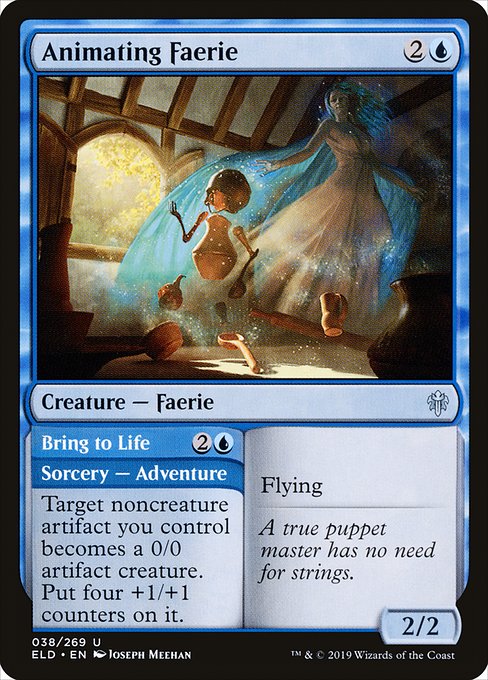 Animating Faerie 2
Creature — Faerie
Bring to Life 2
Sorcery — Adventure
Target noncreature
artifact you control
becomes a 0/0
artifact creature.
Put four +1/+1
counters on it.
Flying
A true puppet
master has no need
for strings.
2/2
038/269 U
ELD • EN Joseph Meehan
™ & © 2019 Wizards of the Coast